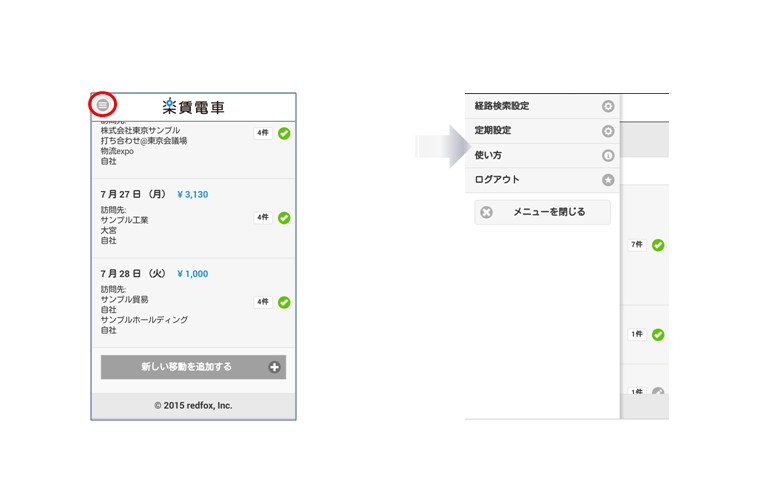 楽賃電車
訪問先:
株式会社東京サンプル
打ち合わせ@東京会議場
物流expo
自社
4件
7月27日（月） ¥3,130
訪問先:
サンプル工業
大宮
自社
4件
7月28日（火） ¥1,000
訪問先:
サンプル貿易
自社
サンプルホールディング
自社
4件
新しい移動を追加する
© 2015 redfox, Inc.
経路検索設定
定期設定
使い方
ログアウト
メニューを閉じる
7件
1件
1件